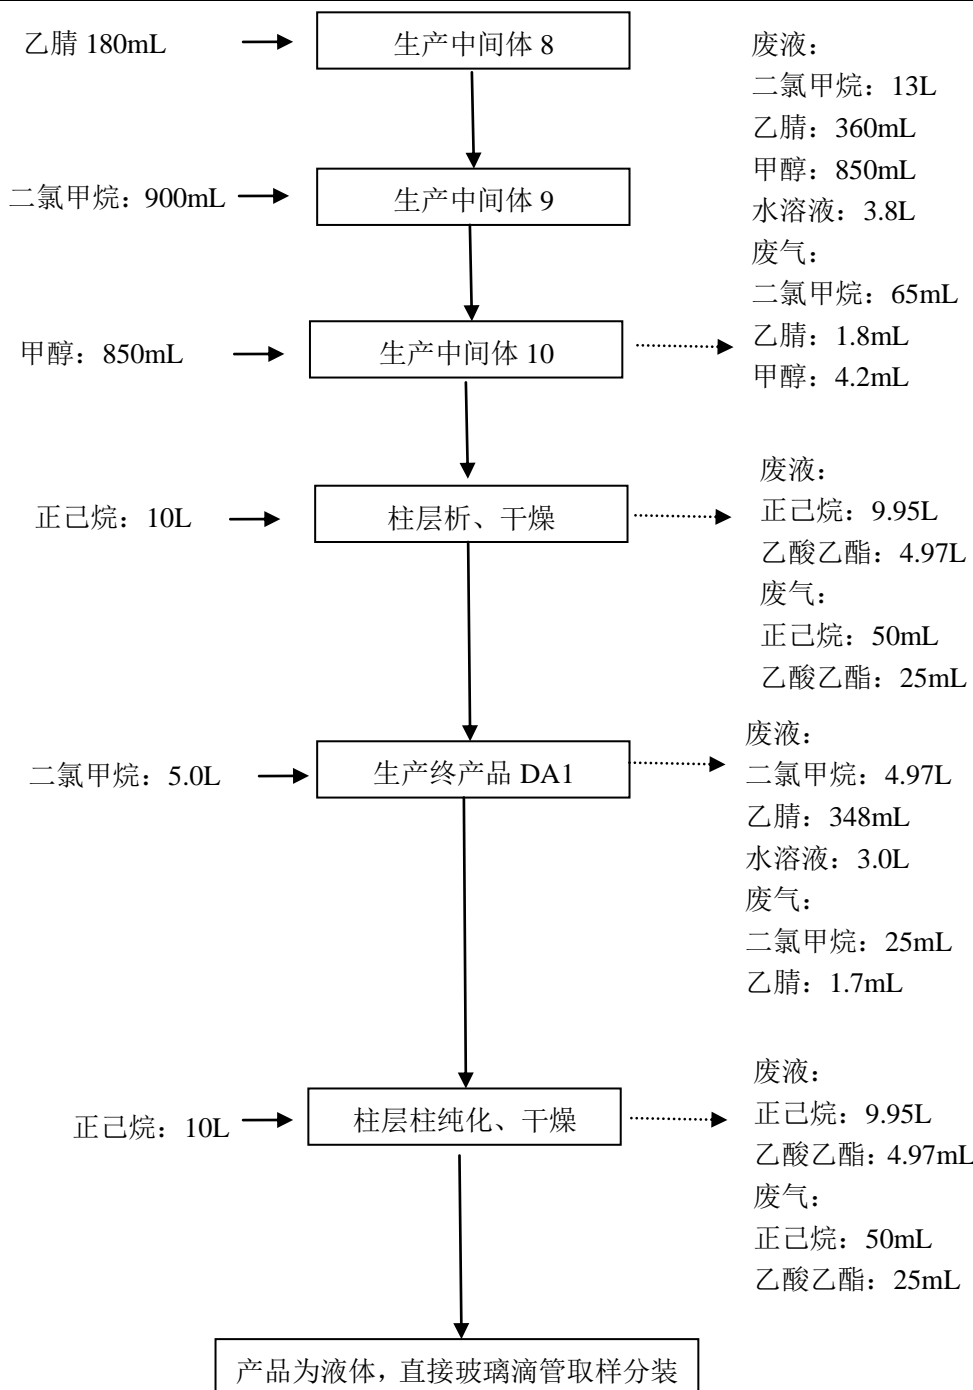 乙腈 180mL
生产中间体 8
二氯甲烷：900mL
生产中间体 9
甲醇：850mL
生产中间体 10
废液：
二氯甲烷：13L
乙腈：360mL
甲醇：850mL
水溶液：3.8L
废气：
二氯甲烷：65mL
乙腈：1.8mL
甲醇：4.2mL
正己烷：10L
柱层析、干燥
废液：
正己烷：9.95L
乙酸乙酯：4.97L
废气：
正己烷：50mL
乙酸乙酯：25mL
二氯甲烷：5.0L
生产终产品 DA1
废液：
二氯甲烷：4.97L
乙腈：348mL
水溶液：3.0L
废气：
二氯甲烷：25mL
乙腈：1.7mL
正己烷：10L
柱层柱纯化、干燥
废液：
正己烷：9.95L
乙酸乙酯：4.97mL
废气：
正己烷：50mL
乙酸乙酯：25mL
产品为液体，直接玻璃滴管取样分装